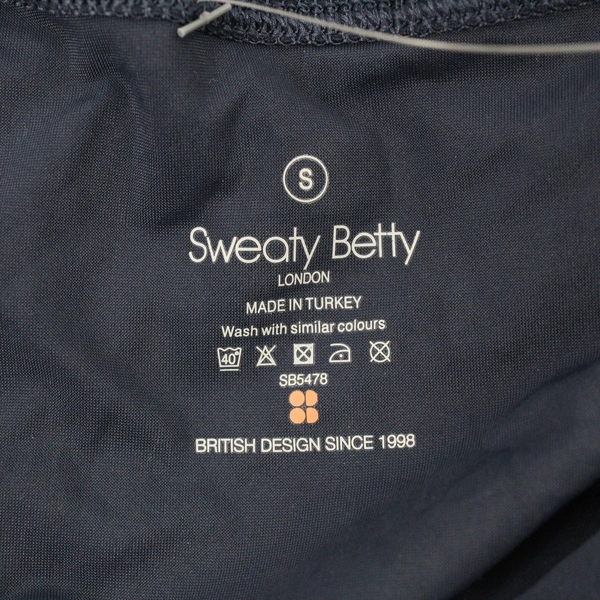 S
Sweaty Betty
LONDON
MADE IN TURKEY
Wash with similar colours
40°
SB5478
BRITISH DESIGN SINCE 1998